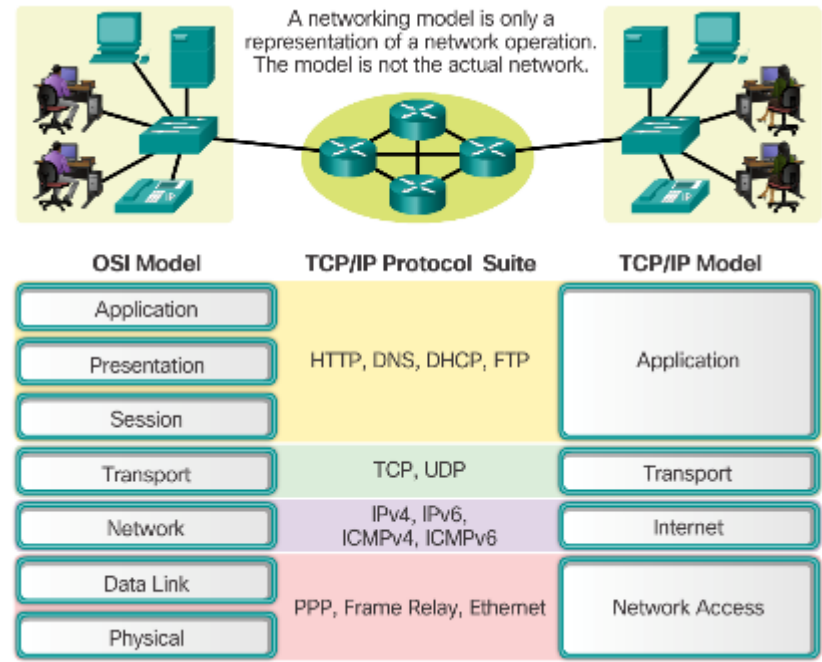 A networking model is only a
representation of a network operation.
The model is not the actual network.
IP
IP
OSI Model
TCP/IP Protocol Suite
TCP/IP Model
Application
Presentation
Session
HTTP, DNS, DHCP, FTP
Application
Transport
TCP, UDP
Transport
Network
IPv4, IPv6,
ICMPv4, ICMPv6
Internet
Data Link
Physical
PPP, Frame Relay, Ethernet
Network Access